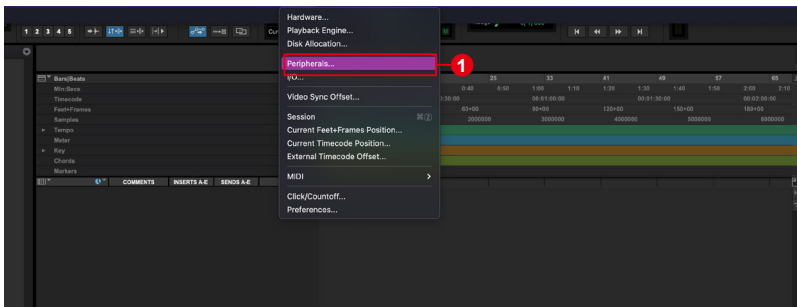 Hardware...
Playback Engine...
Disk Allocation...
Peripherals...
1
I/O...
Video Sync Offset...
Session ⌘2
Current Feet+Frames Position...
Current Timecode Position...
External Timecode Offset...
MIDI
Click/Countoff...
Preferences...
1 2 3 4 5
Cur
M
Bars|Beats 25 33 41 49 57 65
Min:Secs 0:40 0:50 1:00 1:10 1:20 1:30 1:40 1:50 2:00 2:10
Timecode 00:01:00:00 00:01:30:00 00:02:00:00
Feet+Frames 60+00 90+00 120+00 150+00 180+00
Samples 2000000 3000000 4000000 5000000 6000000
Tempo
Meter
Key
Chords
Markers
COMMENTS INSERTS A-E SENDS A-E